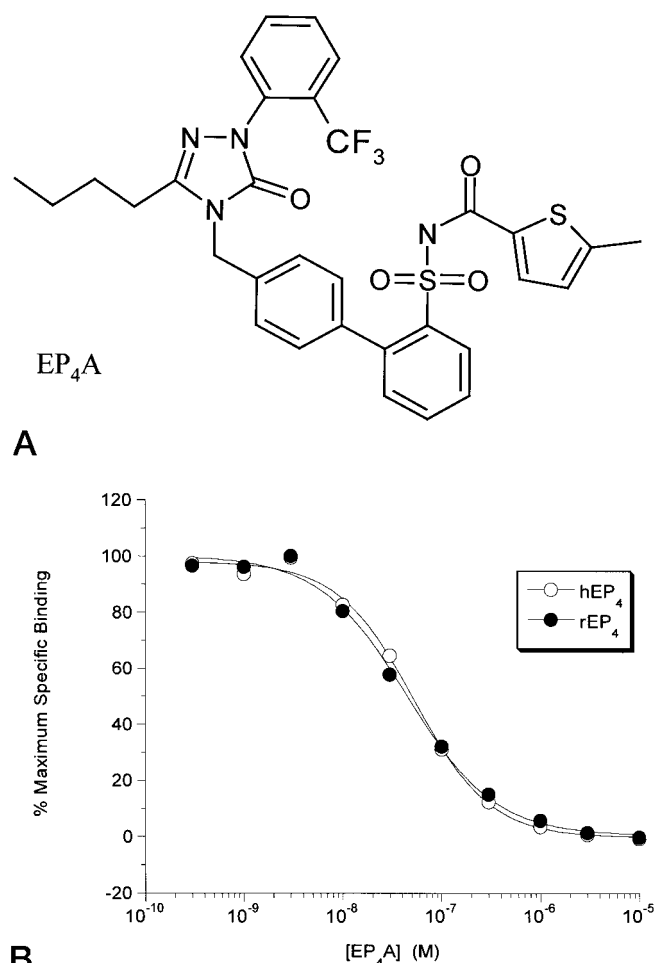 CF₃
N
N
O
N
O
S
N
O
S
O
EP₄A
A
120
100
80
60
40
20
0
-20
% Maximum Specific Binding
hEP₄
rEP₄
10⁻¹⁰
10⁻⁹
10⁻⁸
10⁻⁷
10⁻⁶
10⁻⁵
[EP₄A] (M)
B